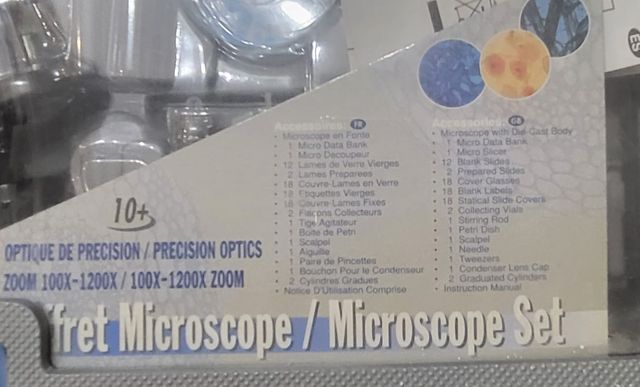 Accessories: FR
• Microscope en Fonte
• 1 Micro Data Bank
• 1 Micro Decoupeur
• 12 Lames de Verre Vierges
• 2 Lames Preparees
• 18 Couvre-Lames en Verre
• 18 Etiquettes Vierges
• 18 Couvre-Lames Fixes
• 2 Flacons Collecteurs
• 1 Tige Agitateur
• 1 Boite de Petri
• 1 Scalpel
• 1 Aiguille
• 1 Paire de Pincettes
• 1 Bouchon Pour le Condenseur
• 2 Cylindres Gradues
• Notice D'Utilisation Comprise
Accessories: GB
• Microscope with Die-Cast Body
• 1 Micro Data Bank
• 1 Micro Slicer
• 12 Blank Slides
• 2 Prepared Slides
• 18 Cover Glasses
• 18 Blank Labels
• 18 Statical Slide Covers
• 2 Collecting Vials
• 1 Stirring Rod
• 1 Petri Dish
• 1 Scalpel
• 1 Needle
• 1 Tweezers
• 1 Condenser Lens Cap
• 2 Graduated Cylinders
• Instruction Manual
ES
10+
OPTIQUE DE PRECISION / PRECISION OPTICS
ZOOM 100X-1200X / 100X-1200X ZOOM
ffret Microscope / Microscope Set